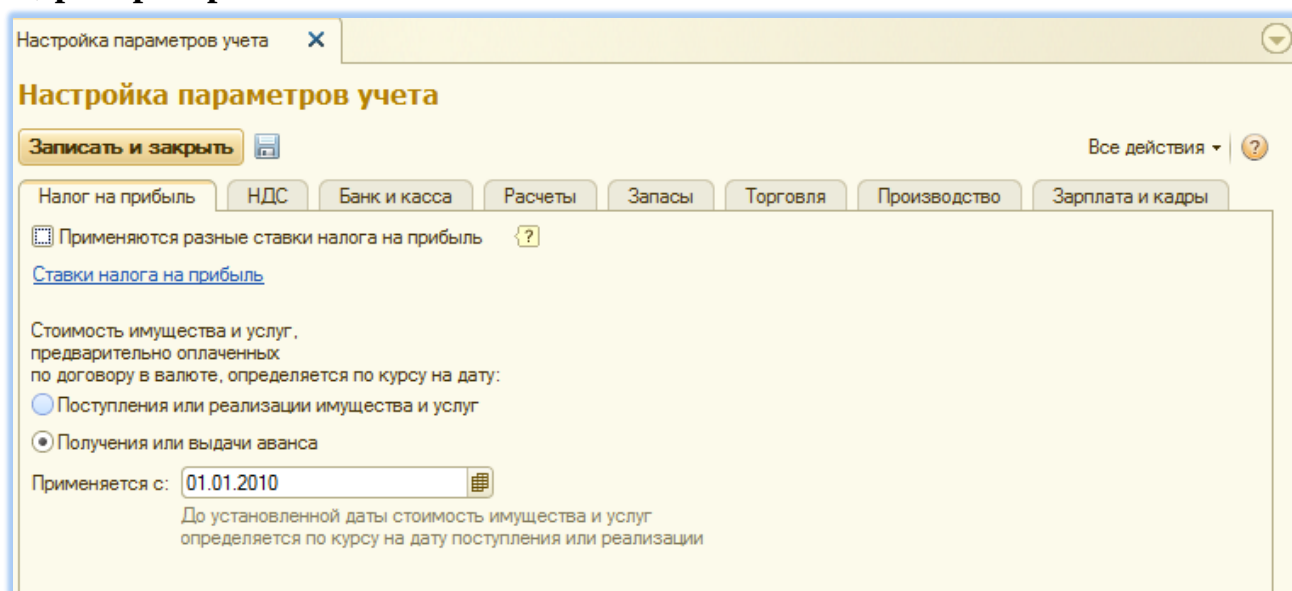 Настройка параметров учета
Настройка параметров учета
Записать и закрыть Все действия
Налог на прибыль НДС Банк и касса Расчеты Запасы Торговля Производство Зарплата и кадры
Применяются разные ставки налога на прибыль ?
Ставки налога на прибыль
Стоимость имущества и услуг,
предварительно оплаченных
по договору в валюте, определяется по курсу на дату:
Поступления или реализации имущества и услуг
Получения или выдачи аванса
Применяется с: 01.01.2010
До установленной даты стоимость имущества и услуг
определяется по курсу на дату поступления или реализации